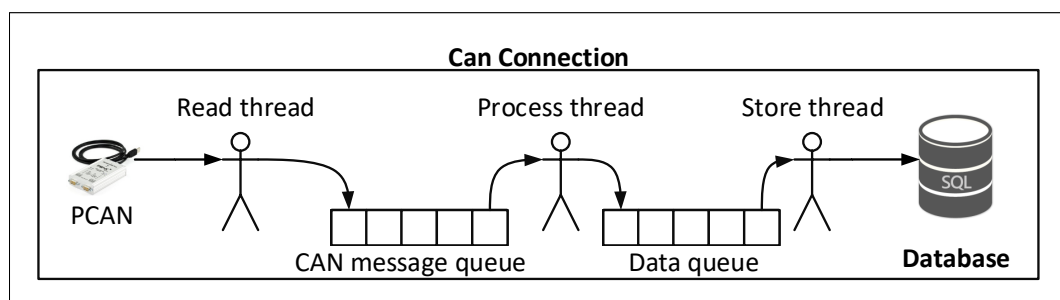 Can Connection
Read thread
Process thread
Store thread
PCAN
SQL
CAN message queue
Data queue
Database